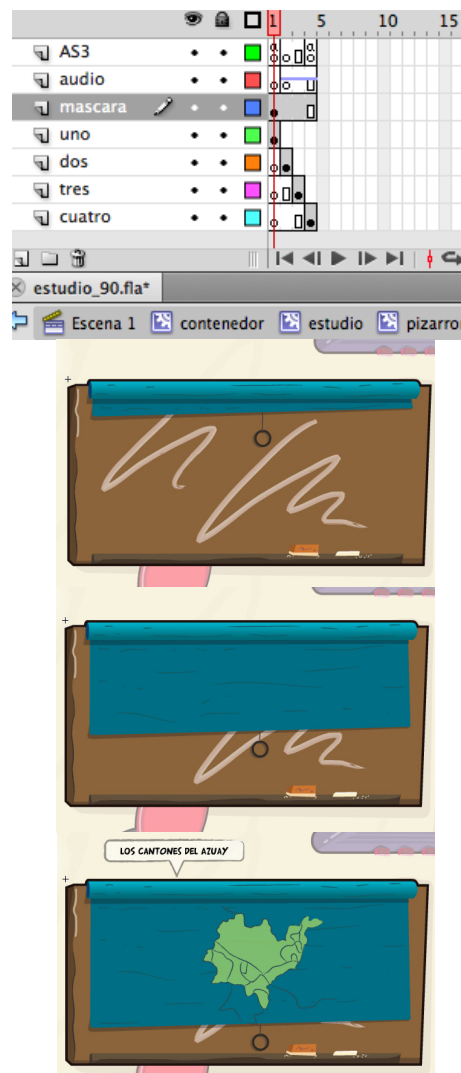 1 5 10 15
AS3
audio
mascara
uno
dos
tres
cuatro
estudio_90.fla*
Escena 1 contenedor estudio pizarro
LOS CANTONES DEL AZUAY